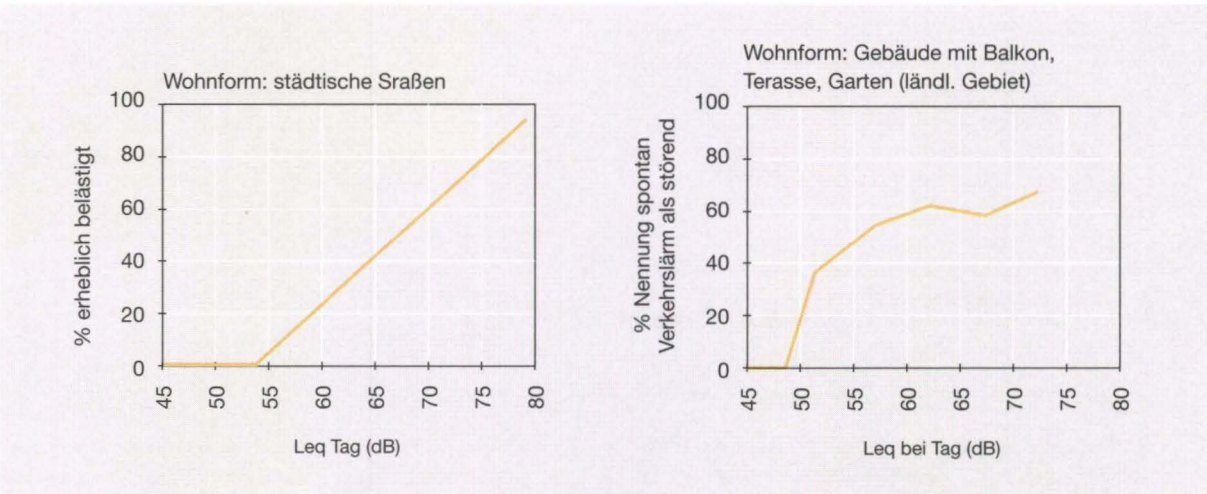 Wohnform: städtische Sraßen
% erheblich belästigt
100
80
60
40
20
0
45 50 55 60 65 70 75 80
Leq Tag (dB)
Wohnform: Gebäude mit Balkon,
Terasse, Garten (ländl. Gebiet)
% Nennung spontan
Verkehrslärm als störend
100
80
60
40
20
0
45 50 55 60 65 70 75 80
Leq bei Tag (dB)